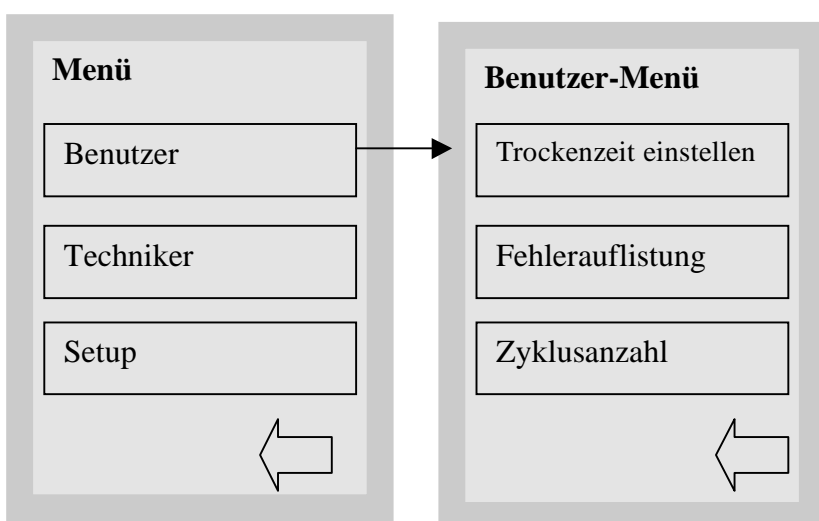 Menü
Benutzer
Techniker
Setup
Benutzer-Menü
Trockenzeit einstellen
Fehlerauflistung
Zyklusanzahl